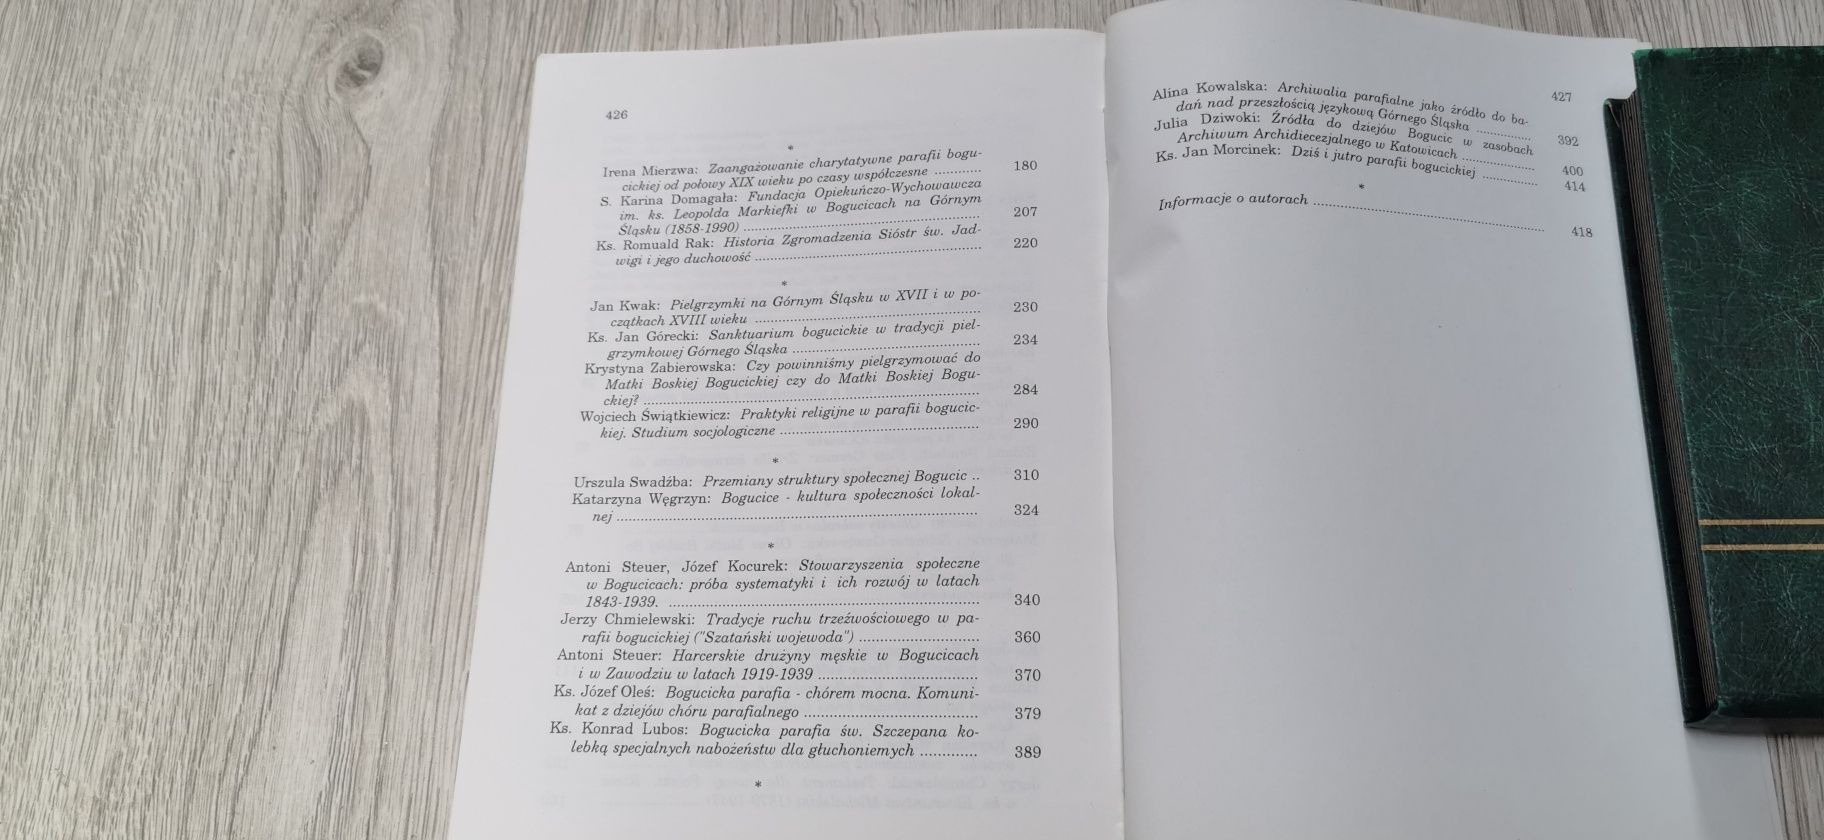 426
*
Irena Mierzwa: Zaangażowanie charytatywne parafii bogu-
cickiej od połowy XIX wieku po czasy współczesne ........... 180
S. Karina Domagała: Fundacja Opiekuńczo-Wychowawcza
im. ks. Leopolda Markiefki w Bogucicach na Górnym
Śląsku (1858-1990) ........................................................ 207
Ks. Romuald Rak: Historia Zgromadzenia Sióstr św. Jad-
wigi i jego duchowość ...................................................... 220
*
Jan Kwak: Pielgrzymki na Górnym Śląsku w XVII i w po-
czątkach XVIII wieku ...................................................... 230
Ks. Jan Górecki: Sanktuarium bogucickie w tradycji piel-
grzymkowej Górnego Śląska ............................................. 234
Krystyna Zabierowska: Czy powinniśmy pielgrzymować do
Matki Boskiej Bogucickiej czy do Matki Boskiej Bogu-
ckiej? ................................................................................ 284
Wojciech Świątkiewicz: Praktyki religijne w parafii bogucic-
kiej. Studium socjologiczne ................................................ 290
*
Urszula Swadźba: Przemiany struktury społecznej Bogucic .. 310
Katarzyna Węgrzyn: Bogucice - kultura społeczności lokal-
nej ...................................................................................... 324
*
Antoni Steuer, Józef Kocurek: Stowarzyszenia społeczne
w Bogucicach: próba systematyki i ich rozwój w latach
1843-1939. ........................................................................ 340
Jerzy Chmielewski: Tradycje ruchu trzeźwościowego w pa-
rafii bogucickiej ("Szatański wojewoda") ............................ 360
Antoni Steuer: Harcerskie drużyny męskie w Bogucicach
i w Zawodziu w latach 1919-1939 ...................................... 370
Ks. Józef Oleś: Bogucicka parafia - chórem mocna. Komuni-
kat z dziejów chóru parafialnego ........................................ 379
Ks. Konrad Lubos: Bogucicka parafia św. Szczepana ko-
lebką specjalnych nabożeństw dla głuchoniemych ............. 389
*
427
Alina Kowalska: Archiwalia parafialne jako źródło do ba-
dań nad przeszłością językową Górnego Śląska ............. 392
Julia Dziwoki: Źródła do dziejów Bogucic w zasobach
Archiwum Archidiecezjalnego w Katowicach ................. 400
Ks. Jan Morcinek: Dziś i jutro parafii bogucickiej ............. 414
*
Informacje o autorach ...................................................... 418